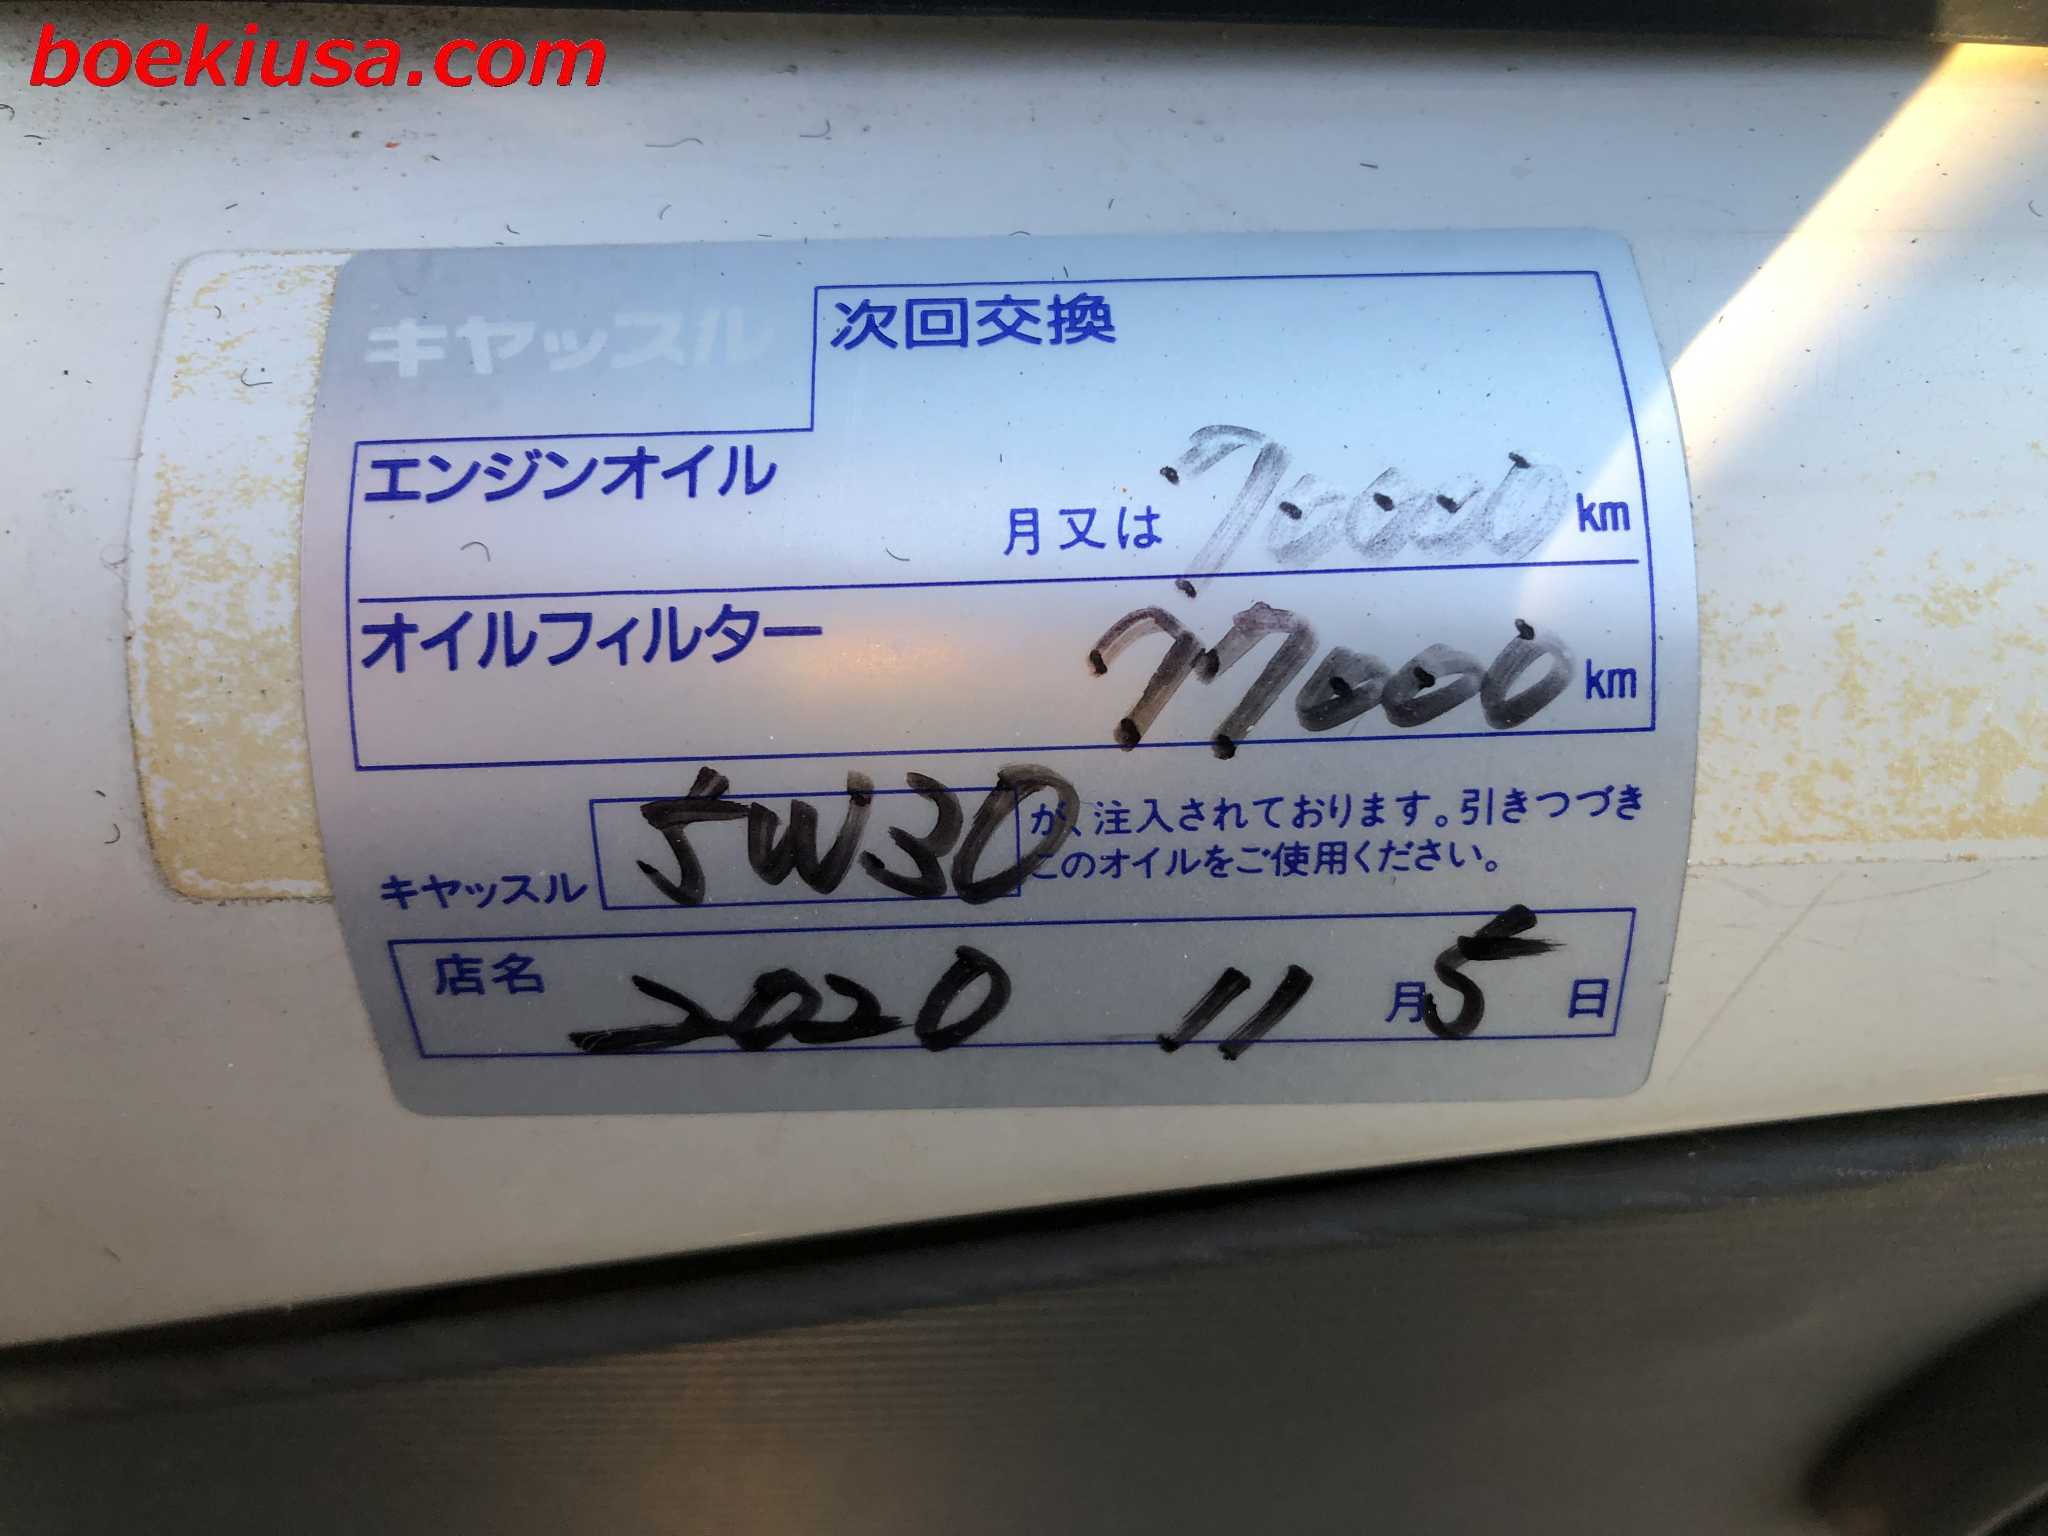 boekiusa.com
キャッスル
次回交換
エンジンオイル
月又は 70000 km
オイルフィルター
77000 km
キャッスル 5W30 が、注入されております。引きつづき
このオイルをご使用ください。
店名 2020 11月5日